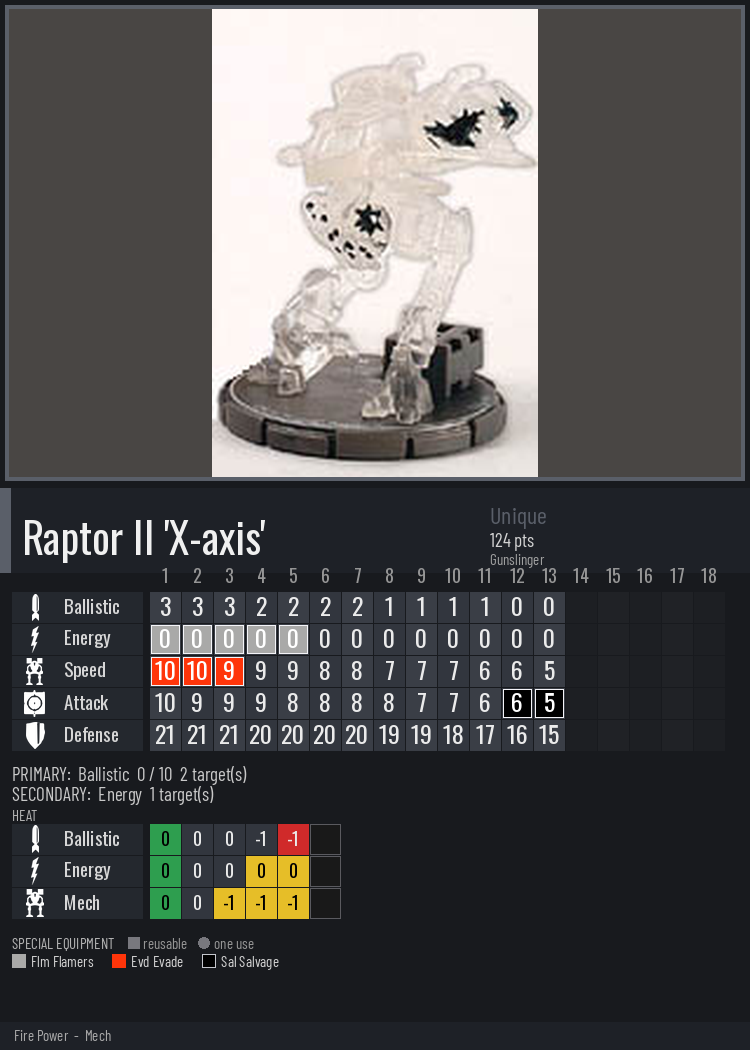 Raptor II 'X-axis'
Unique
124 pts
Gunslinger
1 2 3 4 5 6 7 8 9 10 11 12 13 14 15 16 17 18
Ballistic 3 3 3 2 2 2 2 1 1 1 1 0 0
Energy 0 0 0 0 0 0 0 0 0 0 0 0 0
Speed 10 10 9 9 9 8 8 7 7 7 6 6 5
Attack 10 9 9 9 8 8 8 8 7 7 6 6 5
Defense 21 21 21 20 20 20 20 19 19 18 17 16 15
PRIMARY: Ballistic 0 / 10 2 target(s)
SECONDARY: Energy 1 target(s)
HEAT
Ballistic 0 0 0 -1 -1
Energy 0 0 0 0 0
Mech 0 0 -1 -1 -1
SPECIAL EQUIPMENT reusable one use
Flm Flamers Evd Evade Sal Salvage
Fire Power - Mech